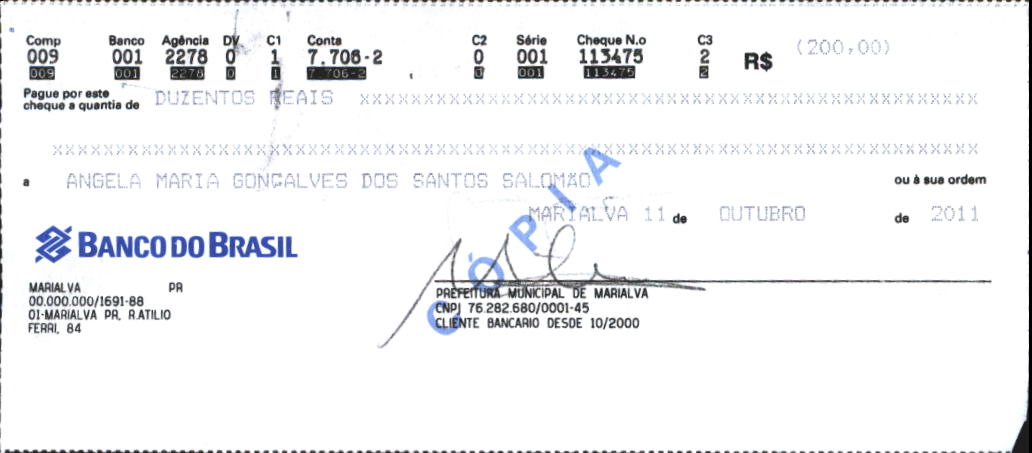 Comp Banco Agência DV C1 Conta C2 Série Cheque N.o C3
009 001 2278 0 1 7.706-2 0 001 113475 2 R$ (200,00)
009 001 2278 0 1 7.706-2 0 001 113475 2
Pague por este
cheque a quantia de DUZENTOS REAIS XXXXXXXXXXXXXXXXXXXXXXXXXXXXXXXXXXXXXXXXXXXXXXXXXXXXXX
XXXXXXXXXXXXXXXXXXXXXXXXXXXXXXXXXXXXXXXXXXXXXXXXXXXXXXXXXXXXXXXXXXXXXXXXXXXXXXXX
a ANGELA MARIA GONÇALVES DOS SANTOS SALOMÃO ou à sua ordem
MARIALVA 11 de OUTUBRO de 2011
CÓPIA
BANCO DO BRASIL
MARIALVA PR
00.000.000/1691-88
01-MARIALVA PR, R.ATILIO
FERRI, 84
PREFEITURA MUNICIPAL DE MARIALVA
CNPJ 76.282.680/0001-45
CLIENTE BANCARIO DESDE 10/2000